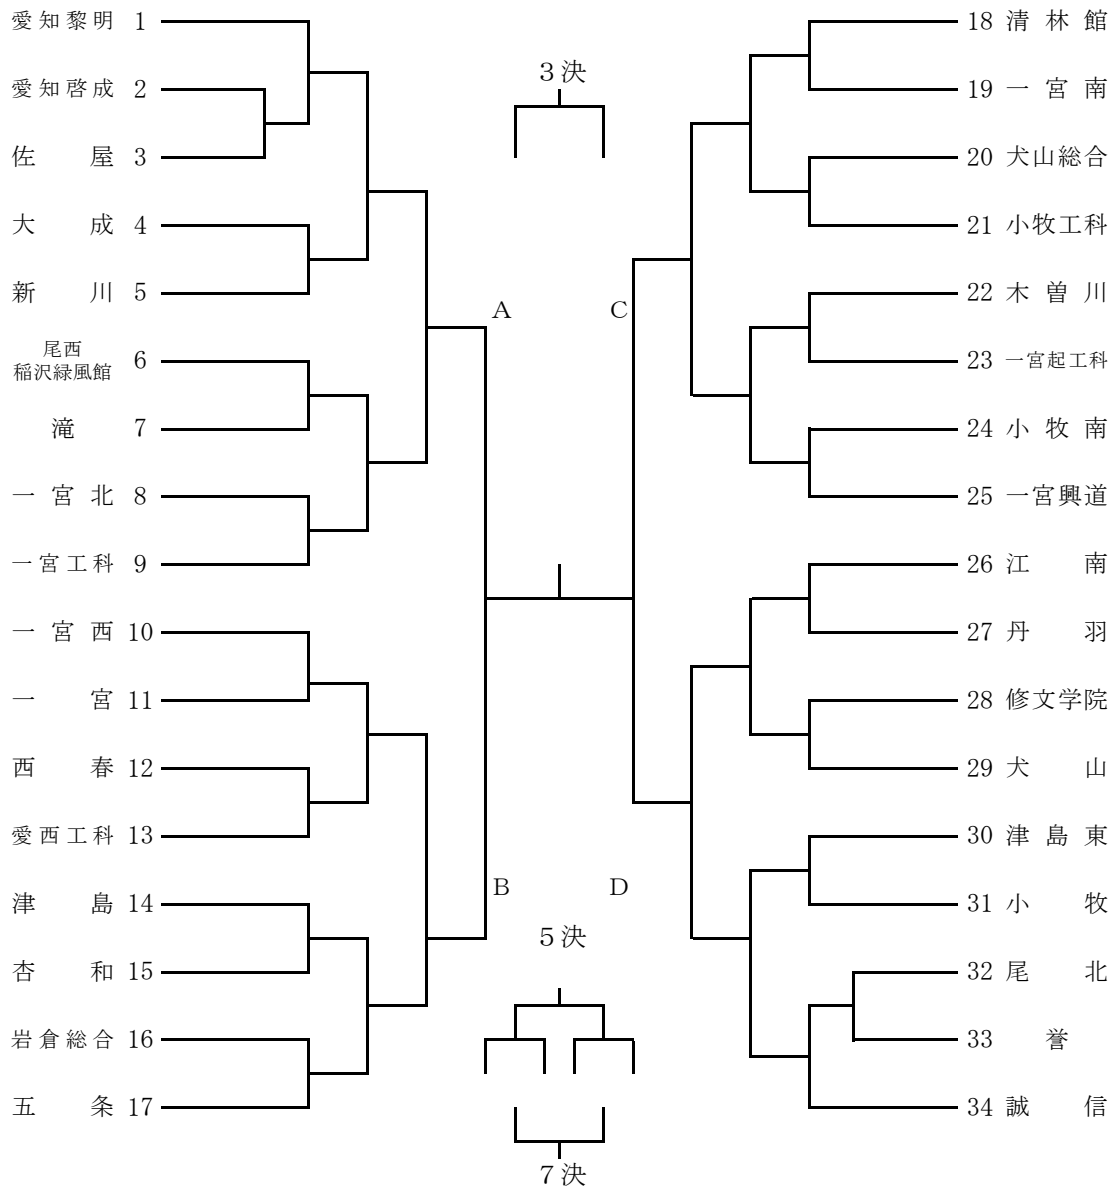 愛知黎明 1
愛知啓成 2
佐屋 3
大成 4
新川 5
尾西
稲沢緑風館 6
滝 7
一宮北 8
一宮工科 9
一宮西 10
一宮 11
西春 12
愛西工科 13
津島 14
杏和 15
岩倉総合 16
五条 17
A
B
3決
5決
7決
C
D
18 清林館
19 一宮南
20 犬山総合
21 小牧工科
22 木曽川
23 一宮起工科
24 小牧南
25 一宮興道
26 江南
27 丹羽
28 修文学院
29 犬山
30 津島東
31 小牧
32 尾北
33 誉
34 誠信